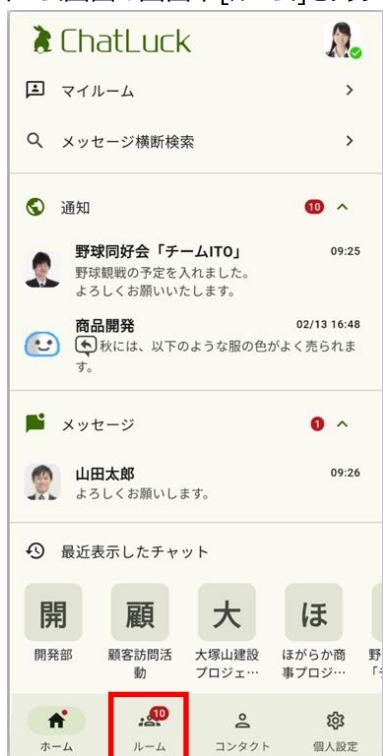 ChatLuck
マイルーム
メッセージ横断検索
通知 10
野球同好会「チームITO」 09:25
野球観戦の予定を入れました。
よろしくお願いいたします。
商品開発 02/13 16:48
秋には、以下のような服の色がよく売られま
す。
メッセージ 1
山田太郎 09:26
よろしくお願いします。
最近表示したチャット
開 顧 大 ほ
開発部 顧客訪問活 大塚山建設 ほがらか商 野
動 プロジェ… 事プロジ… 「
10
ホーム ルーム コンタクト 個人設定